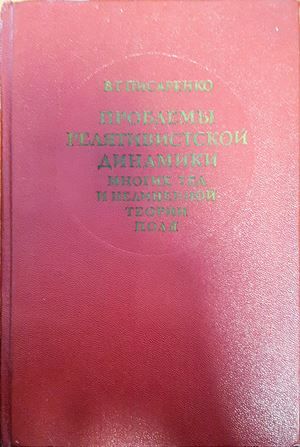 В.Г. ПИСАРЕНКО
ПРОБЛЕМЫ
РЕЛЯТИВИСТСКОЙ
ДИНАМИКИ
МНОГИХ ТЕЛ
И НЕЛИНЕЙНОЙ
ТЕОРИИ
ПОЛЯ